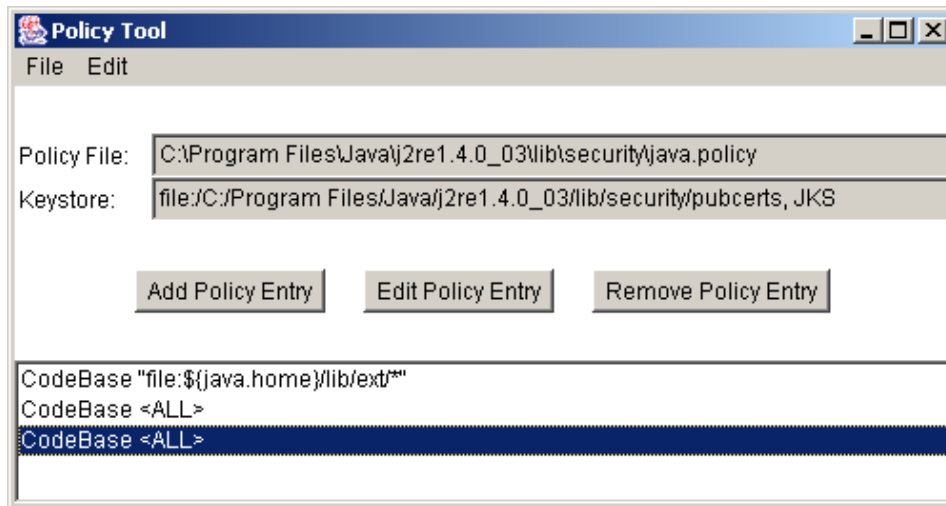 Policy Tool
File Edit
Policy File: C:\Program Files\Java\j2re1.4.0_03\lib\security\java.policy
Keystore: file:/C:/Program Files/Java/j2re1.4.0_03/lib/security/pubcerts, JKS
Add Policy Entry Edit Policy Entry Remove Policy Entry
CodeBase "file:${java.home}/lib/ext/*"
CodeBase <ALL>
CodeBase <ALL>